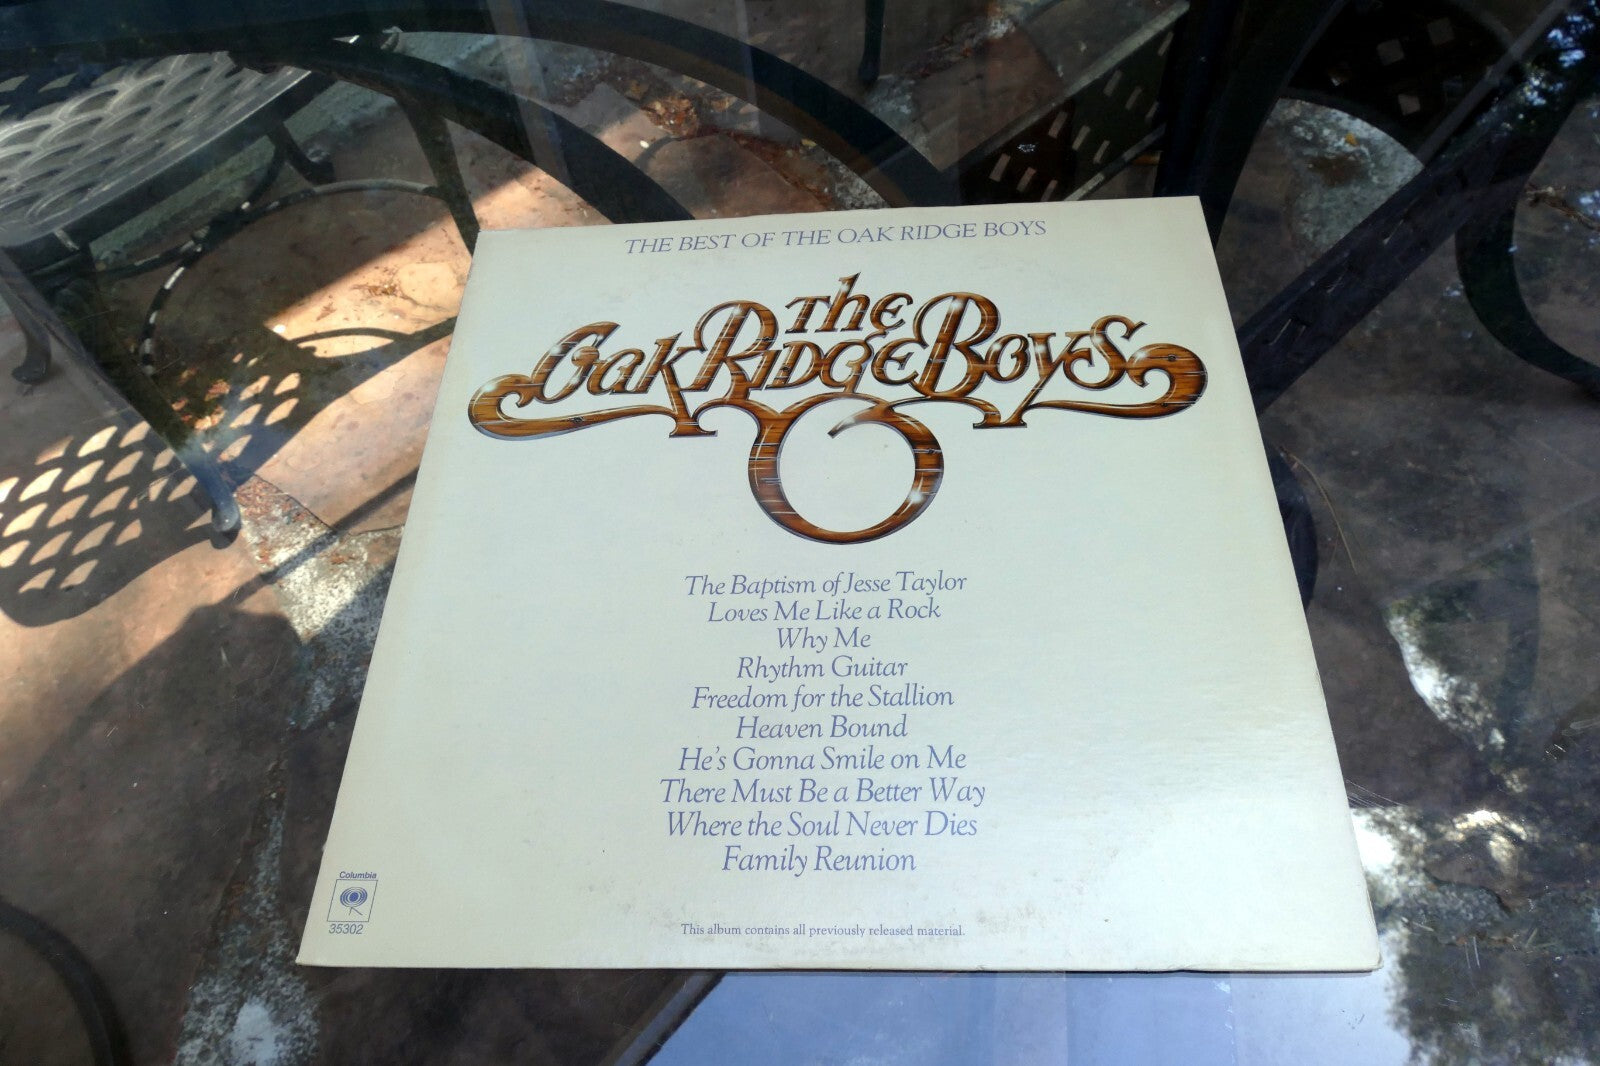 THE BEST OF THE OAK RIDGE BOYS
The
Oak Ridge Boys
The Baptism of Jesse Taylor
Loves Me Like a Rock
Why Me
Rhythm Guitar
Freedom for the Stallion
Heaven Bound
He's Gonna Smile on Me
There Must Be a Better Way
Where the Soul Never Dies
Family Reunion
Columbia
35302
This album contains all previously released material.